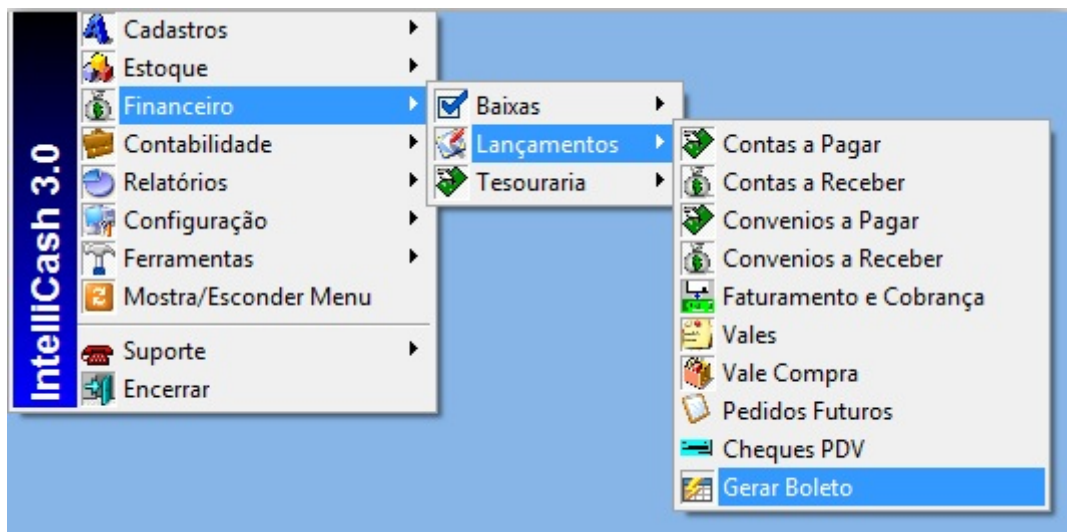 IntelliCash 3.0
Cadastros
Estoque
Financeiro
Contabilidade
Relatórios
Configuração
Ferramentas
Mostra/Esconder Menu
Suporte
Encerrar
Baixas
Lançamentos
Tesouraria
Contas a Pagar
Contas a Receber
Convenios a Pagar
Convenios a Receber
Faturamento e Cobrança
Vales
Vale Compra
Pedidos Futuros
Cheques PDV
Gerar Boleto